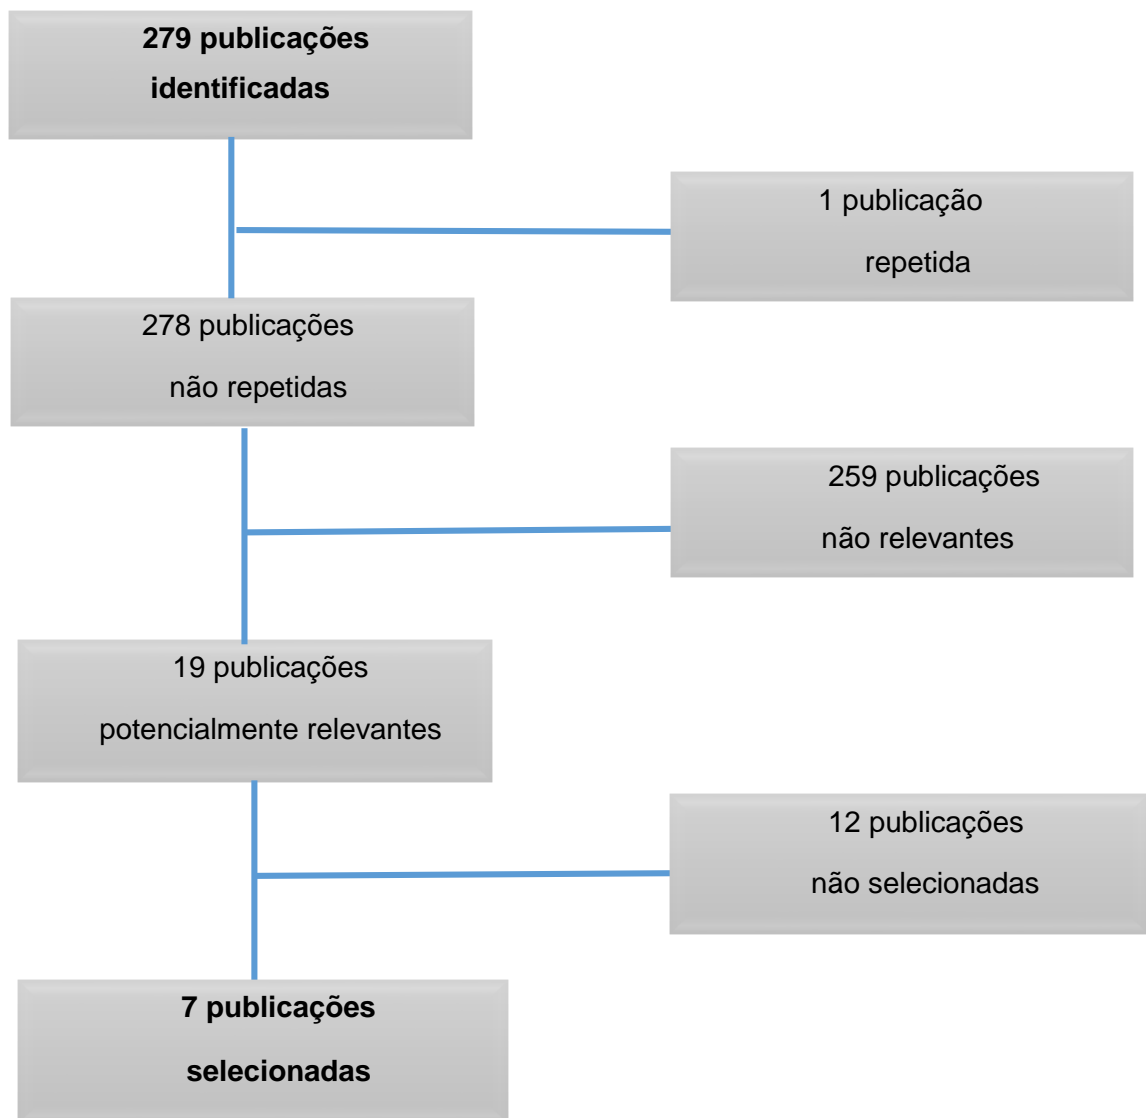 279 publicações
identificadas
1 publicação
repetida
278 publicações
não repetidas
259 publicações
não relevantes
19 publicações
potencialmente relevantes
12 publicações
não selecionadas
7 publicações
selecionadas